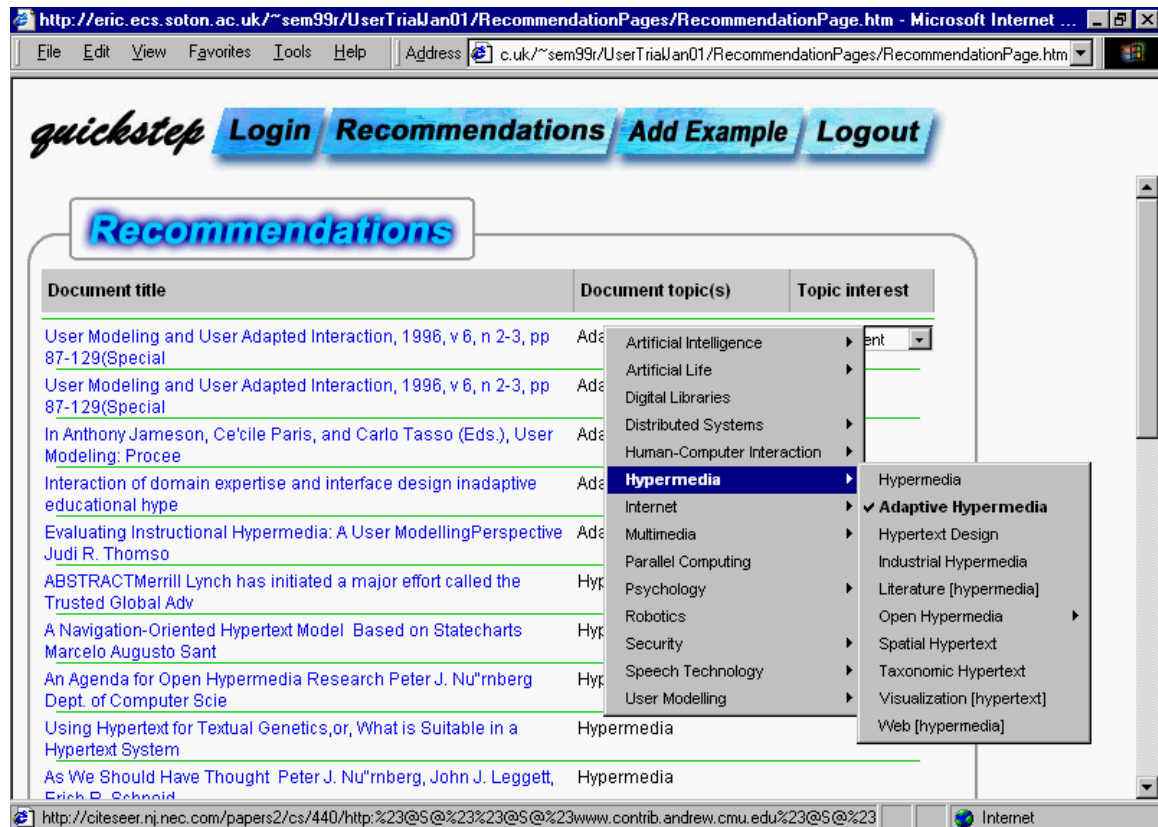 http://eric.ecs.soton.ac.uk/~sem99r/UserTrialJan01/RecommendationPages/RecommendationPage.htm - Microsoft Internet ...
File Edit View Favorites Tools Help Address c.uk/~sem99r/UserTrialJan01/RecommendationPages/RecommendationPage.htm
quickstep Login Recommendations Add Example Logout
Recommendations
Document title Document topic(s) Topic interest
User Modeling and User Adapted Interaction, 1996, v 6, n 2-3, pp
87-129(Special
User Modeling and User Adapted Interaction, 1996, v 6, n 2-3, pp
87-129(Special
In Anthony Jameson, Ce'cile Paris, and Carlo Tasso (Eds.), User
Modeling: Procee
Interaction of domain expertise and interface design inadaptive
educational hype
Evaluating Instructional Hypermedia: A User ModellingPerspective
Judi R. Thomso
ABSTRACTMerrill Lynch has initiated a major effort called the
Trusted Global Adv
A Navigation-Oriented Hypertext Model Based on Statecharts
Marcelo Augusto Sant
An Agenda for Open Hypermedia Research Peter J. Nu"rnberg
Dept. of Computer Scie
Using Hypertext for Textual Genetics,or, What is Suitable in a
Hypertext System
Hypermedia
As We Should Have Thought Peter J. Nu"rnberg, John J. Leggett,
Erich R. Schneid
Hypermedia
Artificial Intelligence
Artificial Life
Digital Libraries
Distributed Systems
Human-Computer Interaction
Hypermedia
Internet
Multimedia
Parallel Computing
Psychology
Robotics
Security
Speech Technology
User Modelling
Hypermedia
Adaptive Hypermedia
Hypertext Design
Industrial Hypermedia
Literature [hypermedia]
Open Hypermedia
Spatial Hypertext
Taxonomic Hypertext
Visualization [hypertext]
Web [hypermedia]
http://citeseer.nj.nec.com/papers2/cs/440/http:%23@S@%23%23@S@%23www.contrib.andrew.cmu.edu%23@S@%23 Internet